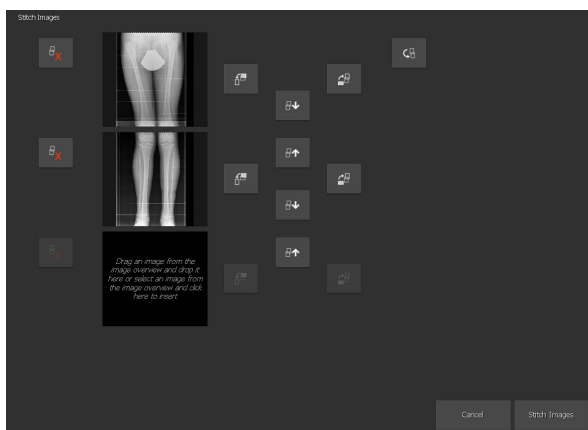 Stitch Images
Drag an image from the
image overview and drop it
here or select an image from
the image overview and click
here to insert
Cancel
Stitch Images